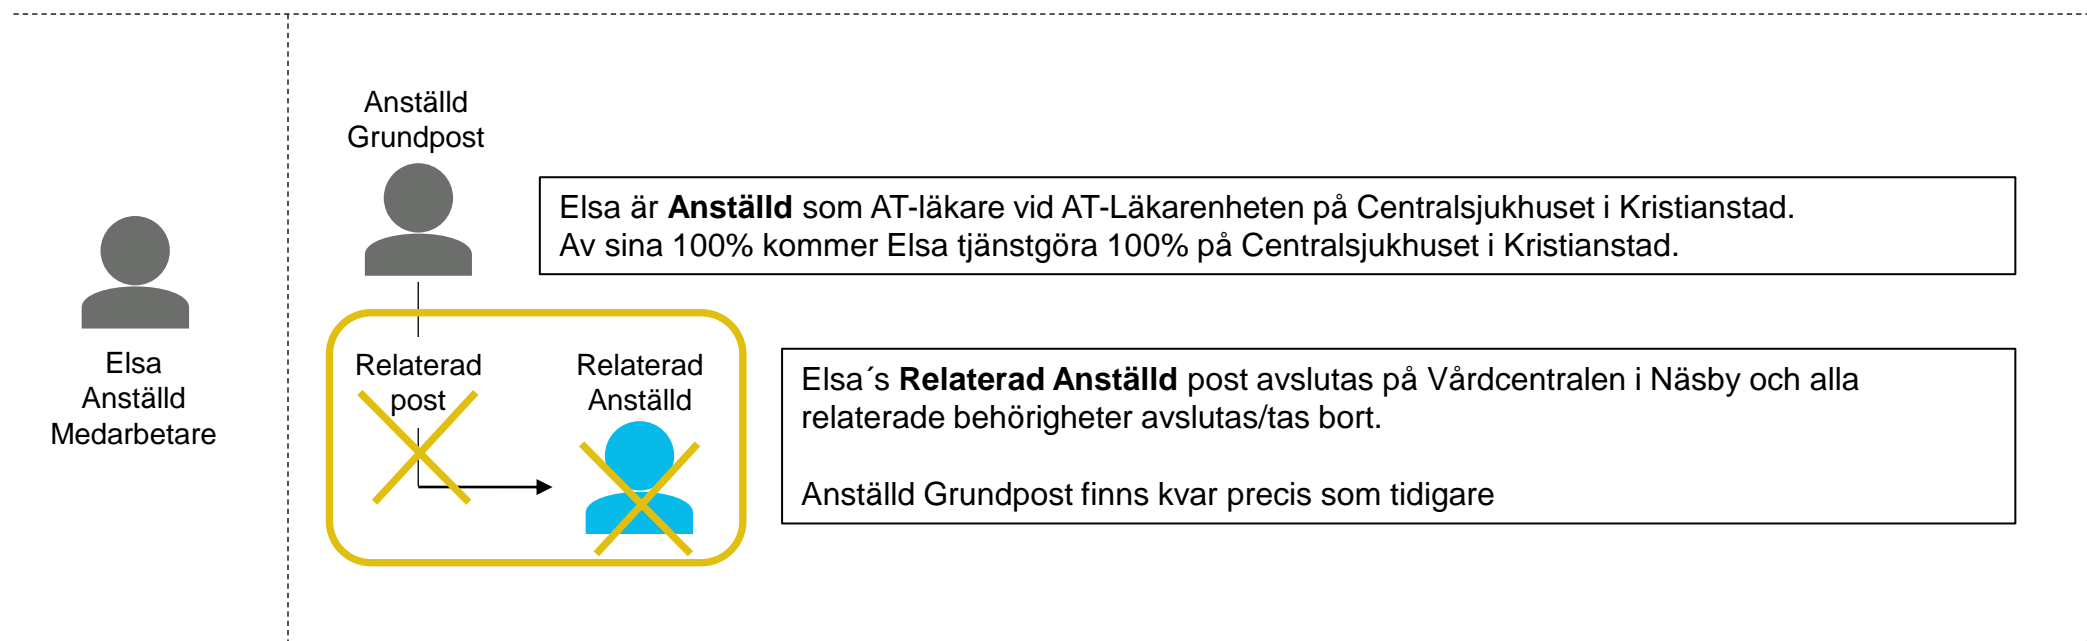 Anställd
Grundpost
Elsa är Anställd som AT-läkare vid AT-Läkarenheten på Centralsjukhuset i Kristianstad.
Av sina 100% kommer Elsa tjänstgöra 100% på Centralsjukhuset i Kristianstad.
Elsa
Anställd
Medarbetare
Relaterad
post
Relaterad
Anställd
Elsa´s Relaterad Anställd post avslutas på Vårdcentralen i Näsby och alla
relaterade behörigheter avslutas/tas bort.
Anställd Grundpost finns kvar precis som tidigare